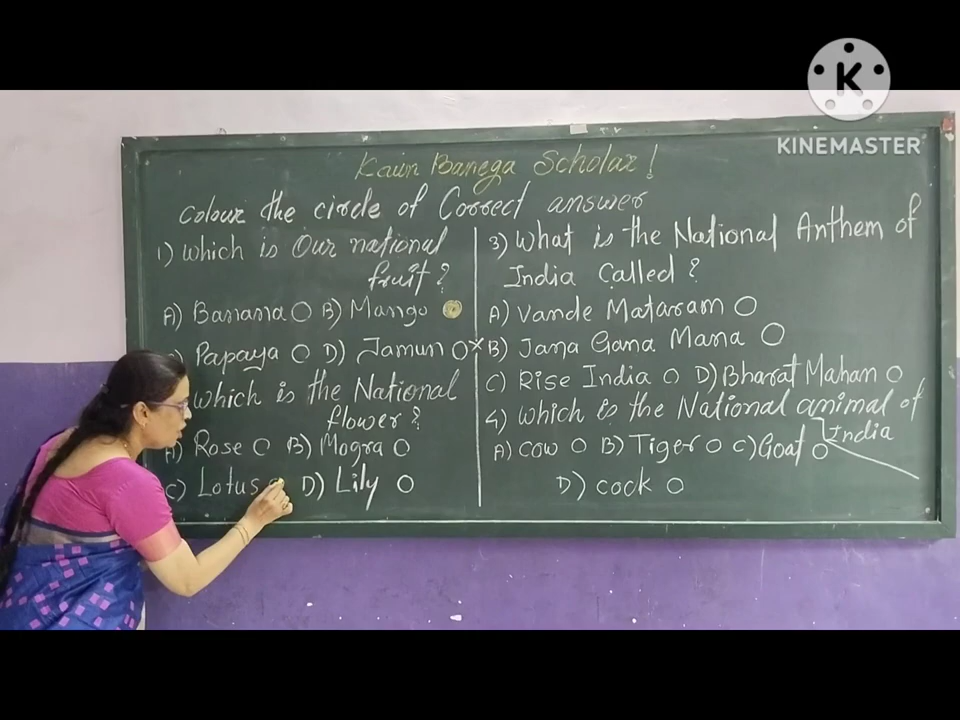 KINEMASTER
Kaun Banega Scholar!
Colour the circle of Correct answer
1) Which is Our national
fruit?
A) Banana B) Mango
Papaya D) Jamun
which is the National
flower?
A) Rose B) Mogra
C) Lotus D) Lily
3) What is the National Anthem of
India Called?
A) Vande Mataram
B) Jana Gana Mana
C) Rise India D) Bharat Mahan
4) Which is the National animal of
India
A) Cow B) Tiger C) Goat
D) Cock